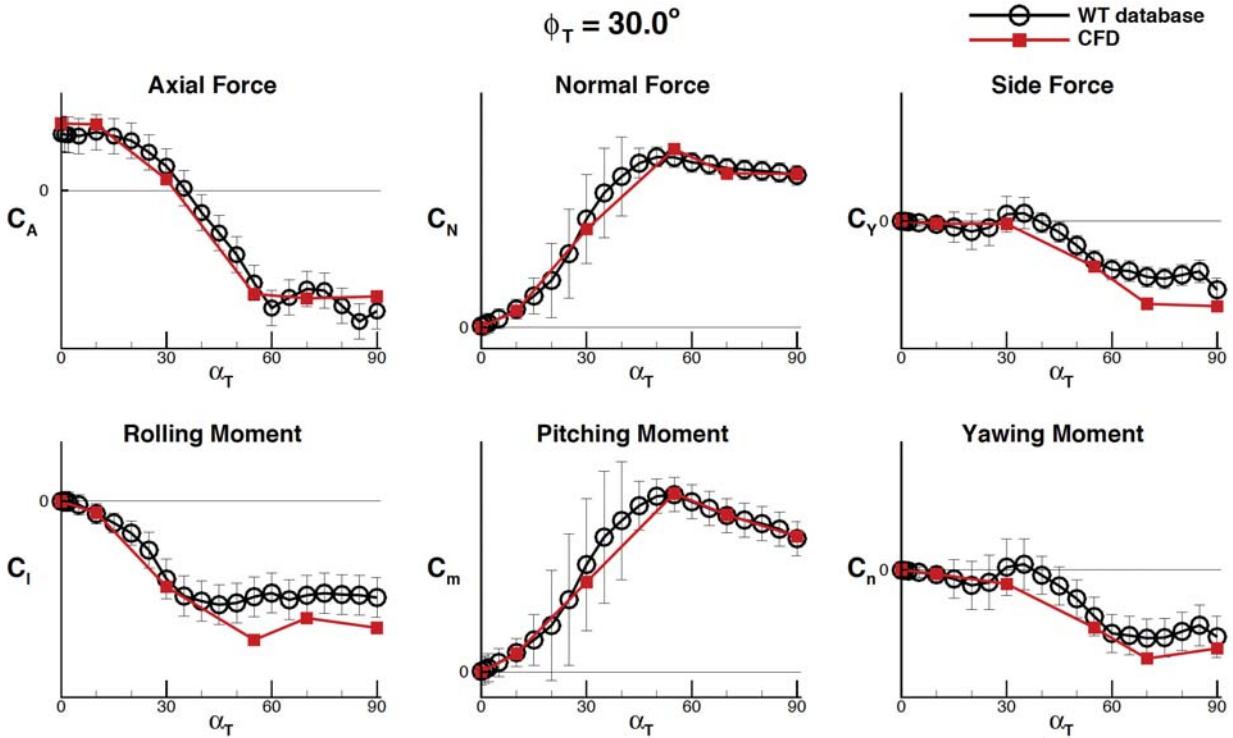 ϕT = 30.0°
WT database
CFD
Axial Force
Normal Force
Side Force
0
CA
0 30 60 90
αT
CN
0
0 30 60 90
αT
CY
0
0 30 60 90
αT
Rolling Moment
Pitching Moment
Yawing Moment
0
Cl
0 30 60 90
αT
Cm
0
0 30 60 90
αT
Cn
0
0 30 60 90
αT